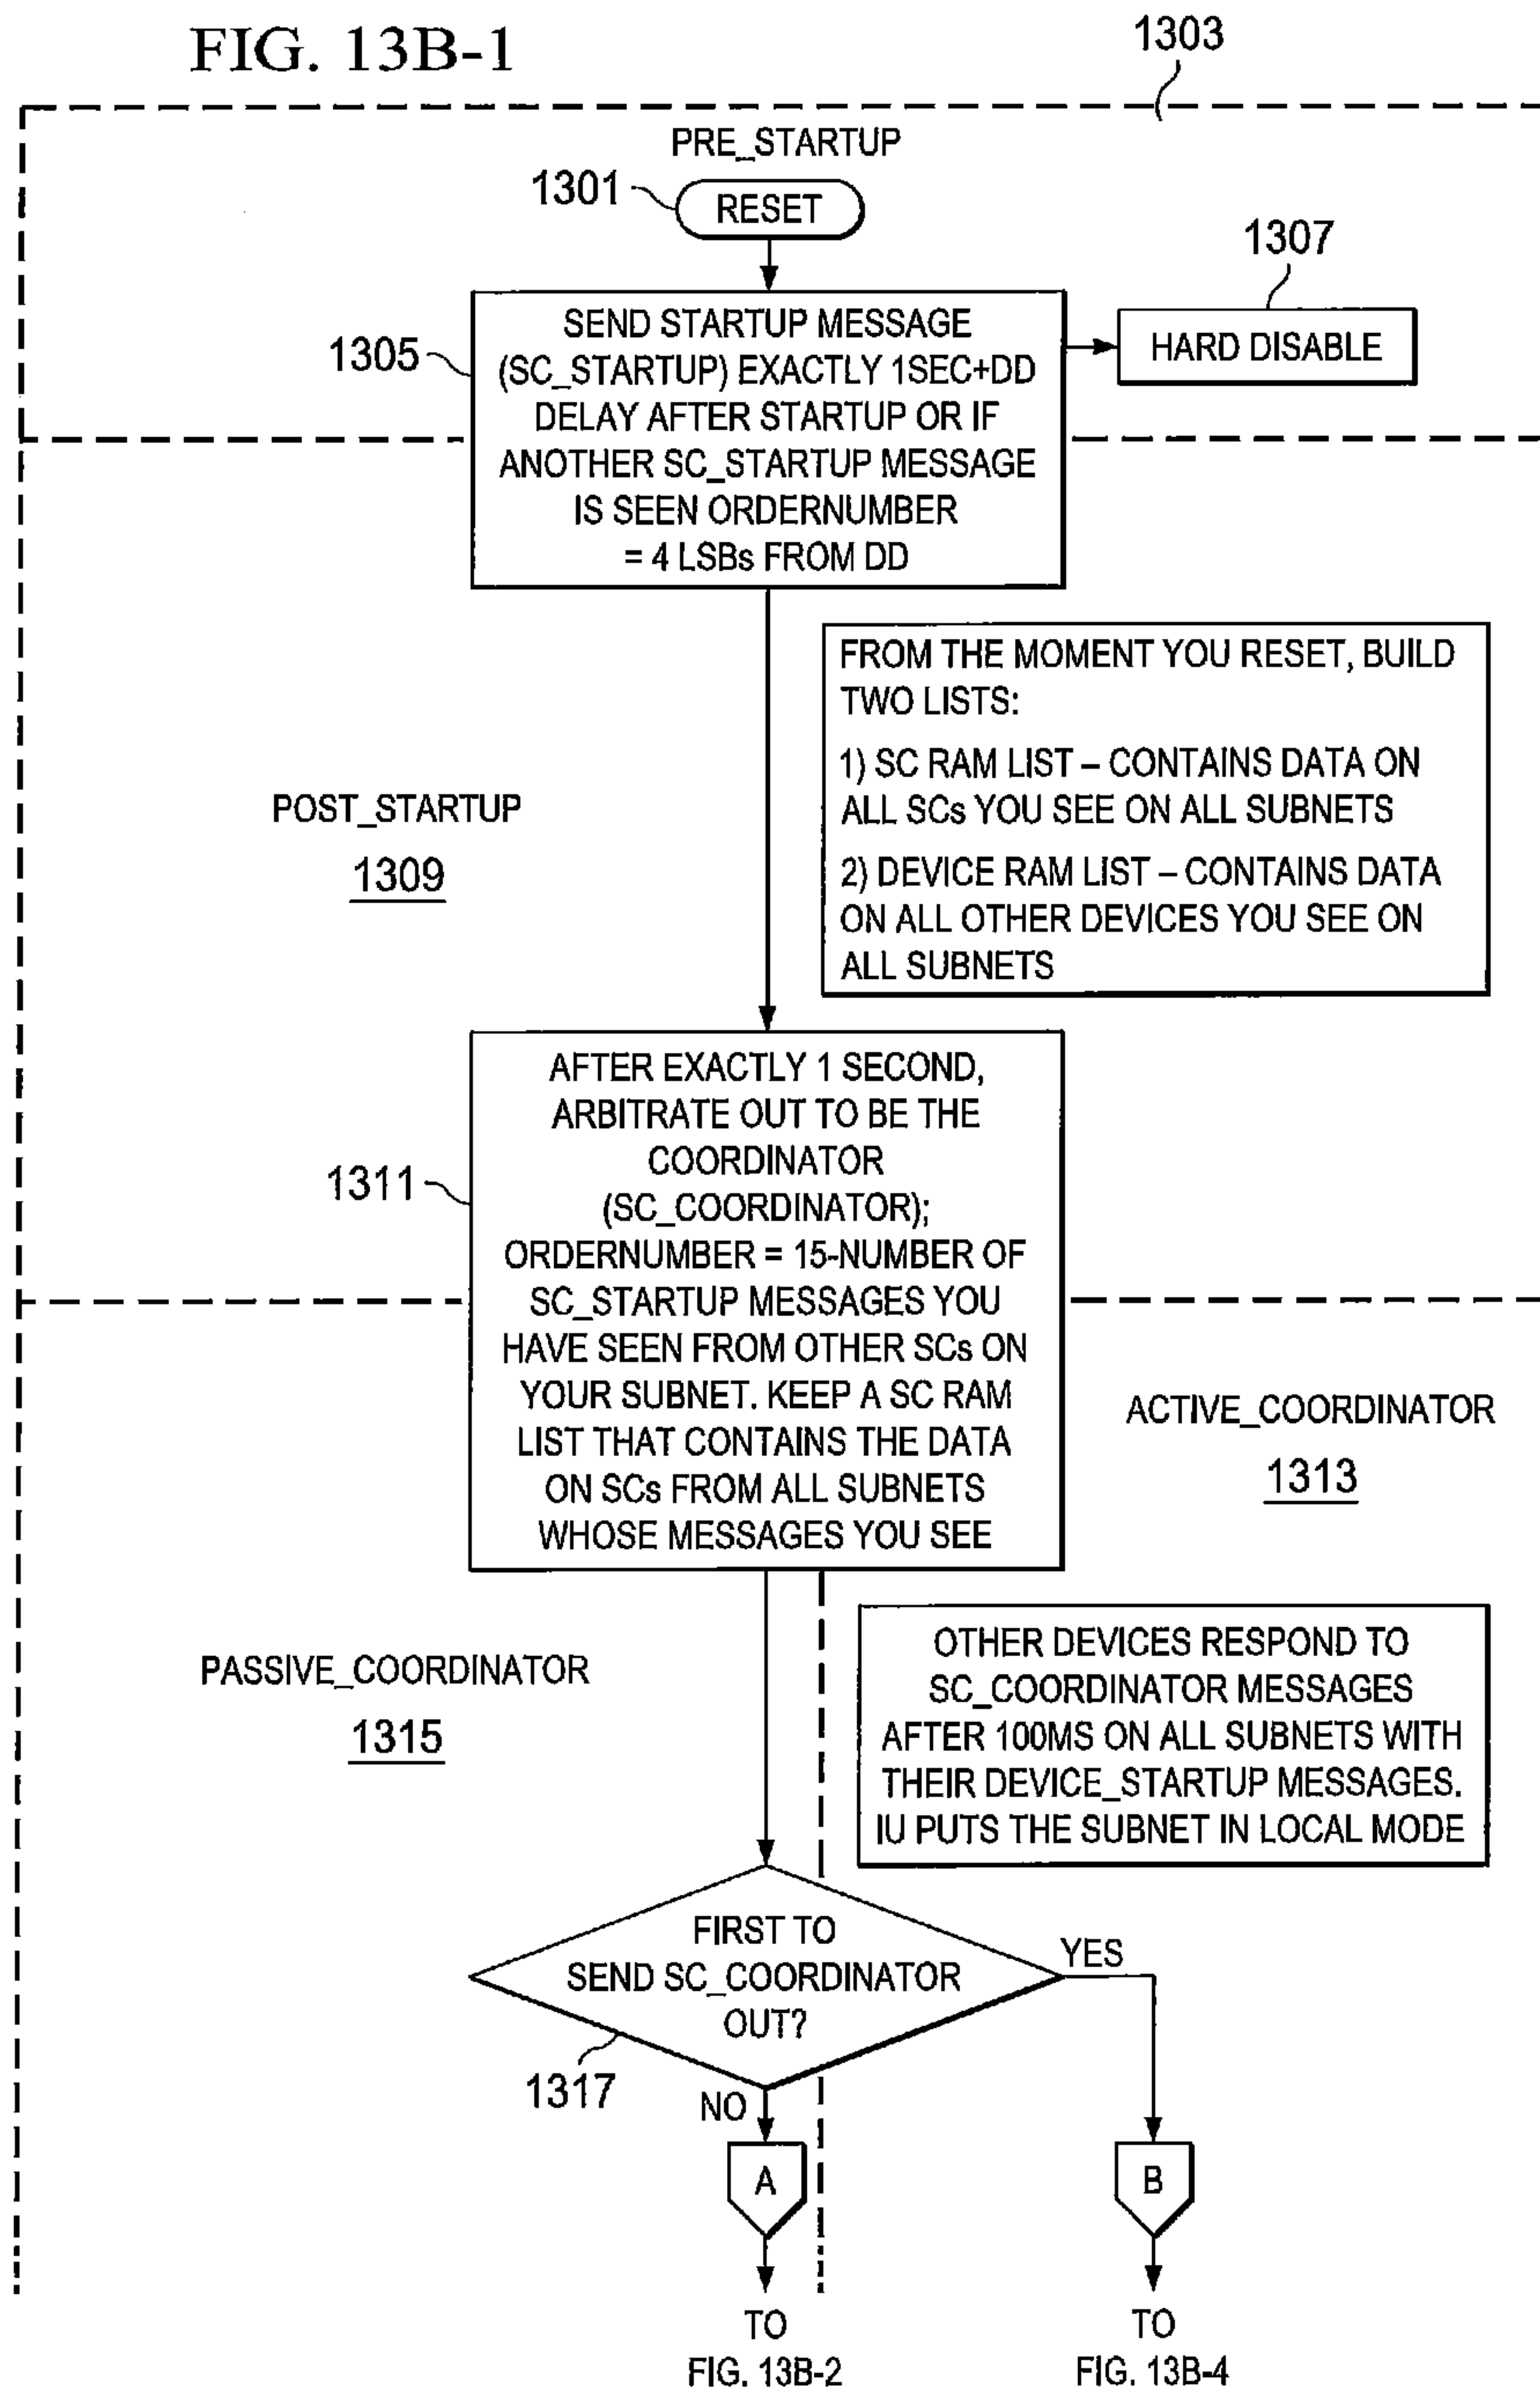 FIG. 13B-1
1303
PRE_STARTUP
1301
RESET
1307
HARD DISABLE
1305
SEND STARTUP MESSAGE
(SC_STARTUP) EXACTLY 1SEC+DD
DELAY AFTER STARTUP OR IF
ANOTHER SC_STARTUP MESSAGE
IS SEEN ORDERNUMBER
= 4 LSBs FROM DD
FROM THE MOMENT YOU RESET, BUILD
TWO LISTS:
1) SC RAM LIST – CONTAINS DATA ON
ALL SCs YOU SEE ON ALL SUBNETS
2) DEVICE RAM LIST – CONTAINS DATA
ON ALL OTHER DEVICES YOU SEE ON
ALL SUBNETS
POST_STARTUP
1309
1311
AFTER EXACTLY 1 SECOND,
ARBITRATE OUT TO BE THE
COORDINATOR
(SC_COORDINATOR);
ORDERNUMBER = 15-NUMBER OF
SC_STARTUP MESSAGES YOU
HAVE SEEN FROM OTHER SCs ON
YOUR SUBNET. KEEP A SC RAM
LIST THAT CONTAINS THE DATA
ON SCs FROM ALL SUBNETS
WHOSE MESSAGES YOU SEE
ACTIVE_COORDINATOR
1313
PASSIVE_COORDINATOR
1315
OTHER DEVICES RESPOND TO
SC_COORDINATOR MESSAGES
AFTER 100MS ON ALL SUBNETS WITH
THEIR DEVICE_STARTUP MESSAGES.
IU PUTS THE SUBNET IN LOCAL MODE
FIRST TO
SEND SC_COORDINATOR
OUT?
YES
1317
NO
A
B
TO
FIG. 13B-2
TO
FIG. 13B-4